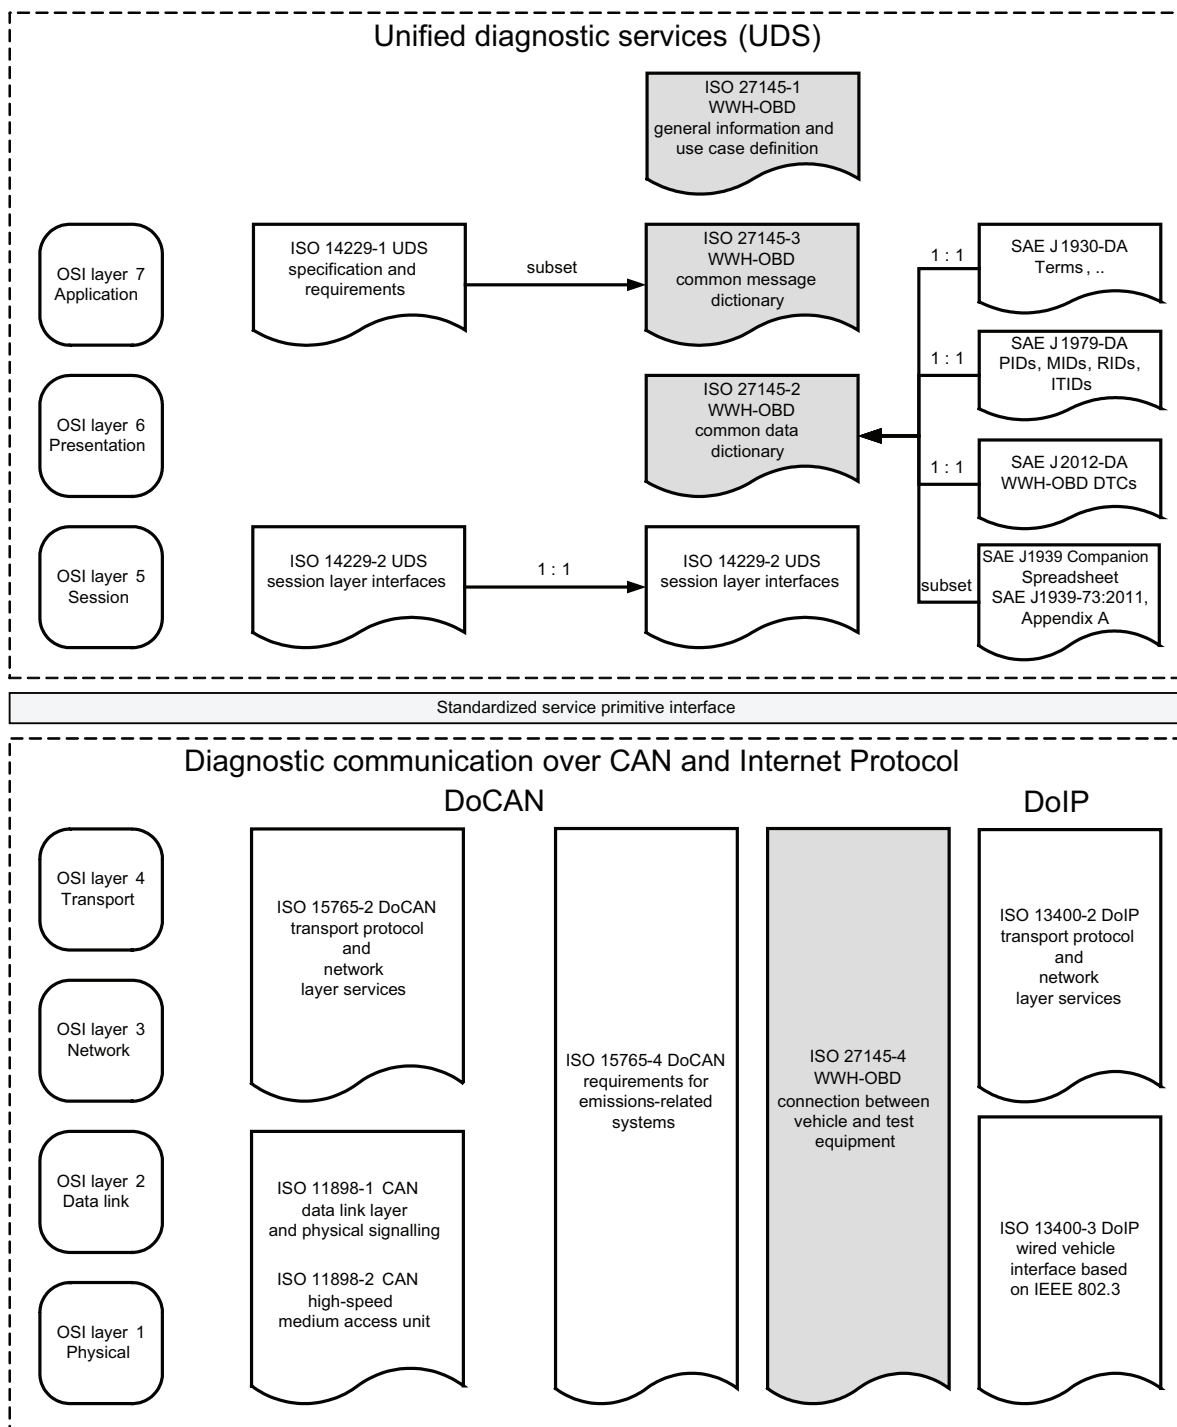 Unified diagnostic services (UDS)
ISO 27145-1
WWH-OBD
general information and
use case definition
OSI layer 7
Application
ISO 14229-1 UDS
specification and
requirements
subset
ISO 27145-3
WWH-OBD
common message
dictionary
1 : 1
SAE J1930-DA
Terms, ..
1 : 1
SAE J1979-DA
PIDs, MIDs, RIDs,
ITIDs
OSI layer 6
Presentation
ISO 27145-2
WWH-OBD
common data
dictionary
1 : 1
SAE J2012-DA
WWH-OBD DTCs
OSI layer 5
Session
ISO 14229-2 UDS
session layer interfaces
1 : 1
ISO 14229-2 UDS
session layer interfaces
subset
SAE J1939 Companion
Spreadsheet
SAE J1939-73:2011,
Appendix A
Standardized service primitive interface
Diagnostic communication over CAN and Internet Protocol
DoCAN
DoIP
OSI layer 4
Transport
ISO 15765-2 DoCAN
transport protocol
and
network
layer services
ISO 13400-2 DoIP
transport protocol
and
network
layer services
OSI layer 3
Network
ISO 15765-4 DoCAN
requirements for
emissions-related
systems
ISO 27145-4
WWH-OBD
connection between
vehicle and test
equipment
OSI layer 2
Data link
ISO 11898-1 CAN
data link layer
and physical signalling
ISO 11898-2 CAN
high-speed
medium access unit
ISO 13400-3 DoIP
wired vehicle
interface based
on IEEE 802.3
OSI layer 1
Physical